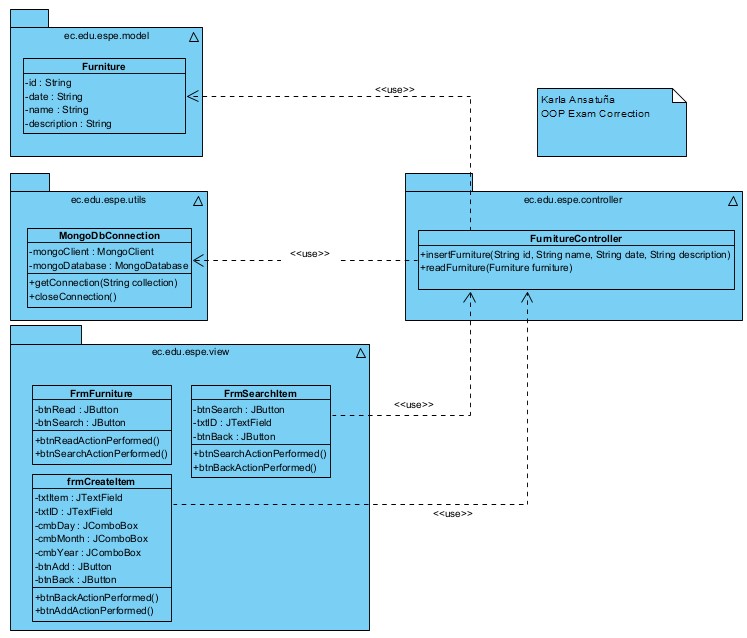 ec.edu.espe.model
Furniture
-id : String
-date : String
-name : String
-description : String
<<use>>
Karla Ansatuña
OOP Exam Correction
ec.edu.espe.utils
MongoDbConnection
-mongoClient : MongoClient
-mongoDatabase : MongoDatabase
+getConnection(String collection)
+closeConnection()
<<use>>
ec.edu.espe.controller
FurnitureController
+insertFurniture(String id, String name, String date, String description)
+readFurniture(Furniture furniture)
ec.edu.espe.view
FrmFurniture
-btnRead : JButton
-btnSearch : JButton
+btnReadActionPerformed()
+btnSearchActionPerformed()
FrmSearchItem
-btnSearch : JButton
-txtID : JTextField
-btnBack : JButton
+btnSearchActionPerformed()
+btnBackActionPerformed()
<<use>>
frmCreateItem
-txtItem : JTextField
-txtID : JTextField
-cmbDay : JComboBox
-cmbMonth : JComboBox
-cmbYear : JComboBox
-btnAdd : JButton
-btnBack : JButton
+btnBackActionPerformed()
+btnAddActionPerformed()
<<use>>